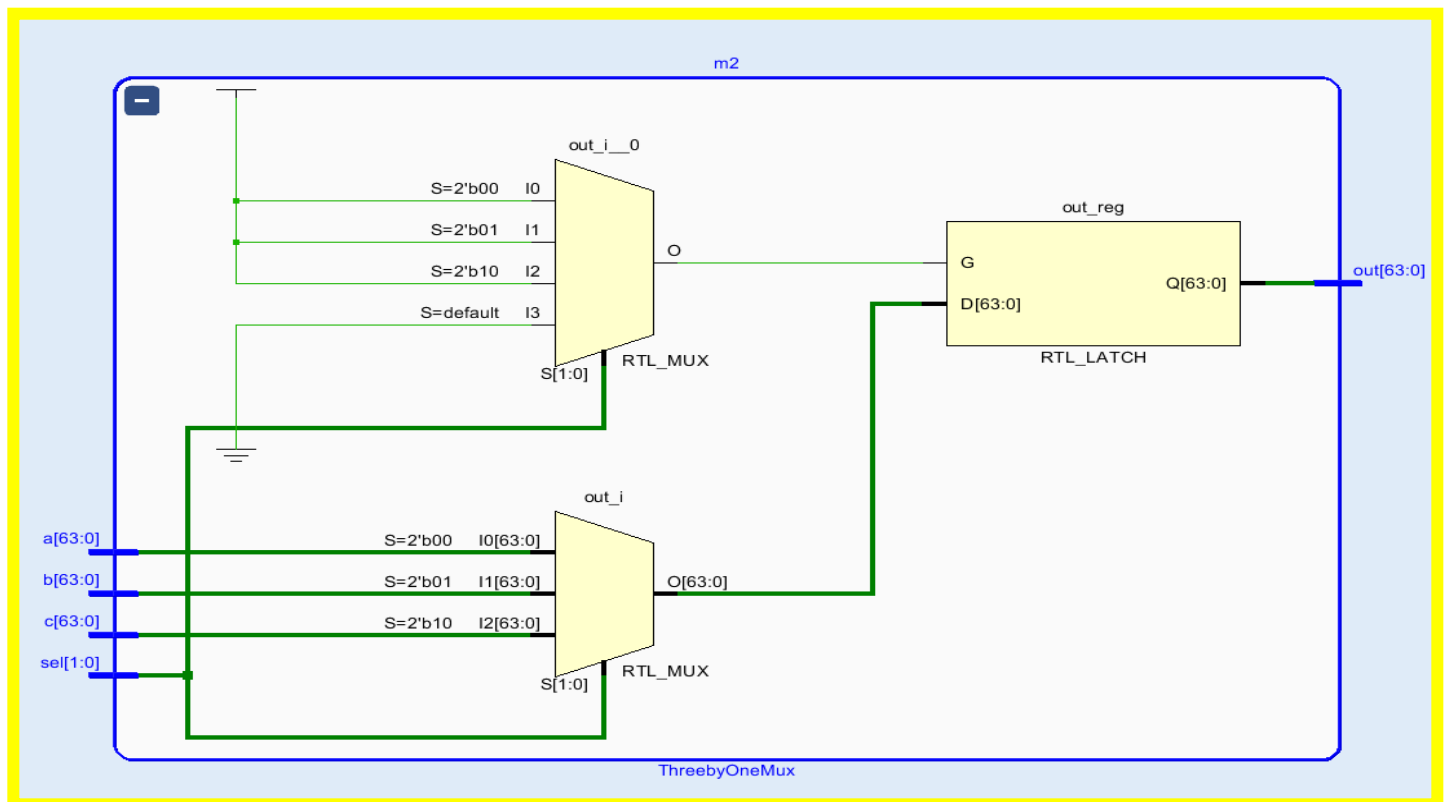 m2
out_i__0
S=2'b00 I0
S=2'b01 I1
S=2'b10 I2
S=default I3
O
S[1:0]
RTL_MUX
out_reg
G
D[63:0]
Q[63:0]
RTL_LATCH
out[63:0]
out_i
a[63:0]
S=2'b00 I0[63:0]
b[63:0]
S=2'b01 I1[63:0]
O[63:0]
c[63:0]
S=2'b10 I2[63:0]
sel[1:0]
S[1:0]
RTL_MUX
ThreebyOneMux